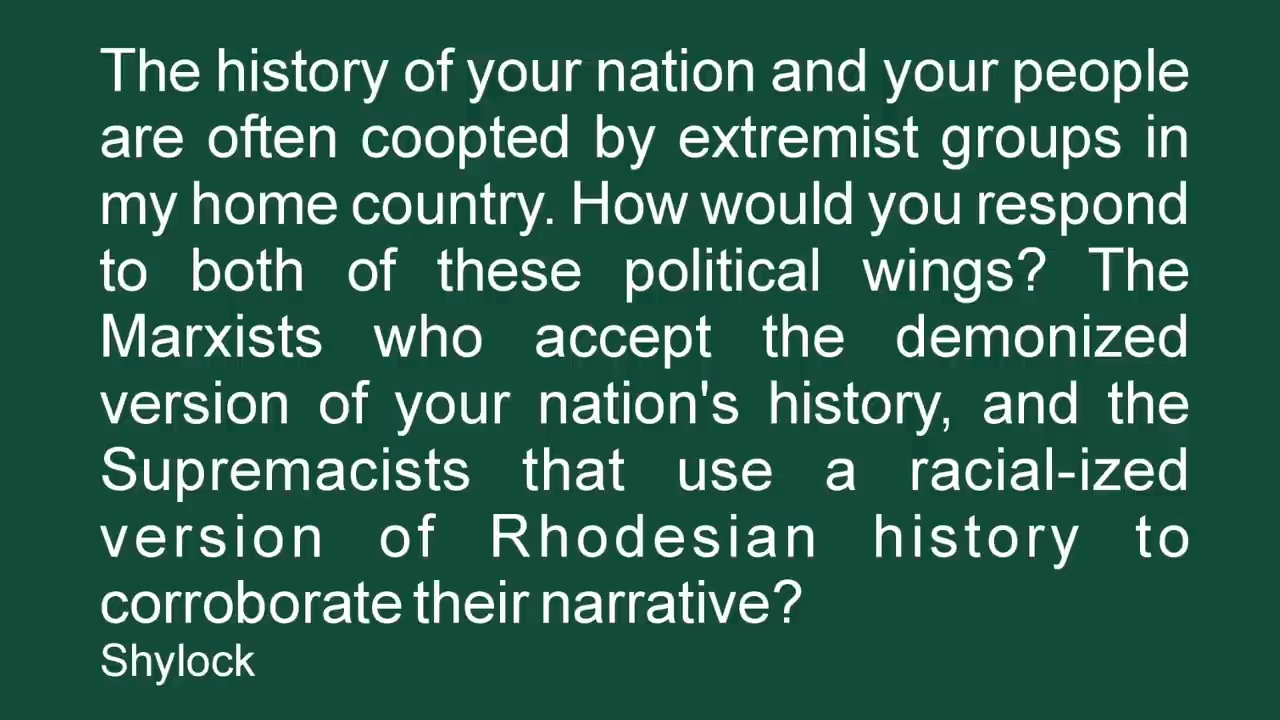 The history of your nation and your people
are often coopted by extremist groups in
my home country. How would you respond
to both of these political wings? The
Marxists who accept the demonized
version of your nation's history, and the
Supremacists that use a racial-ized
version of Rhodesian history to
corroborate their narrative?
Shylock